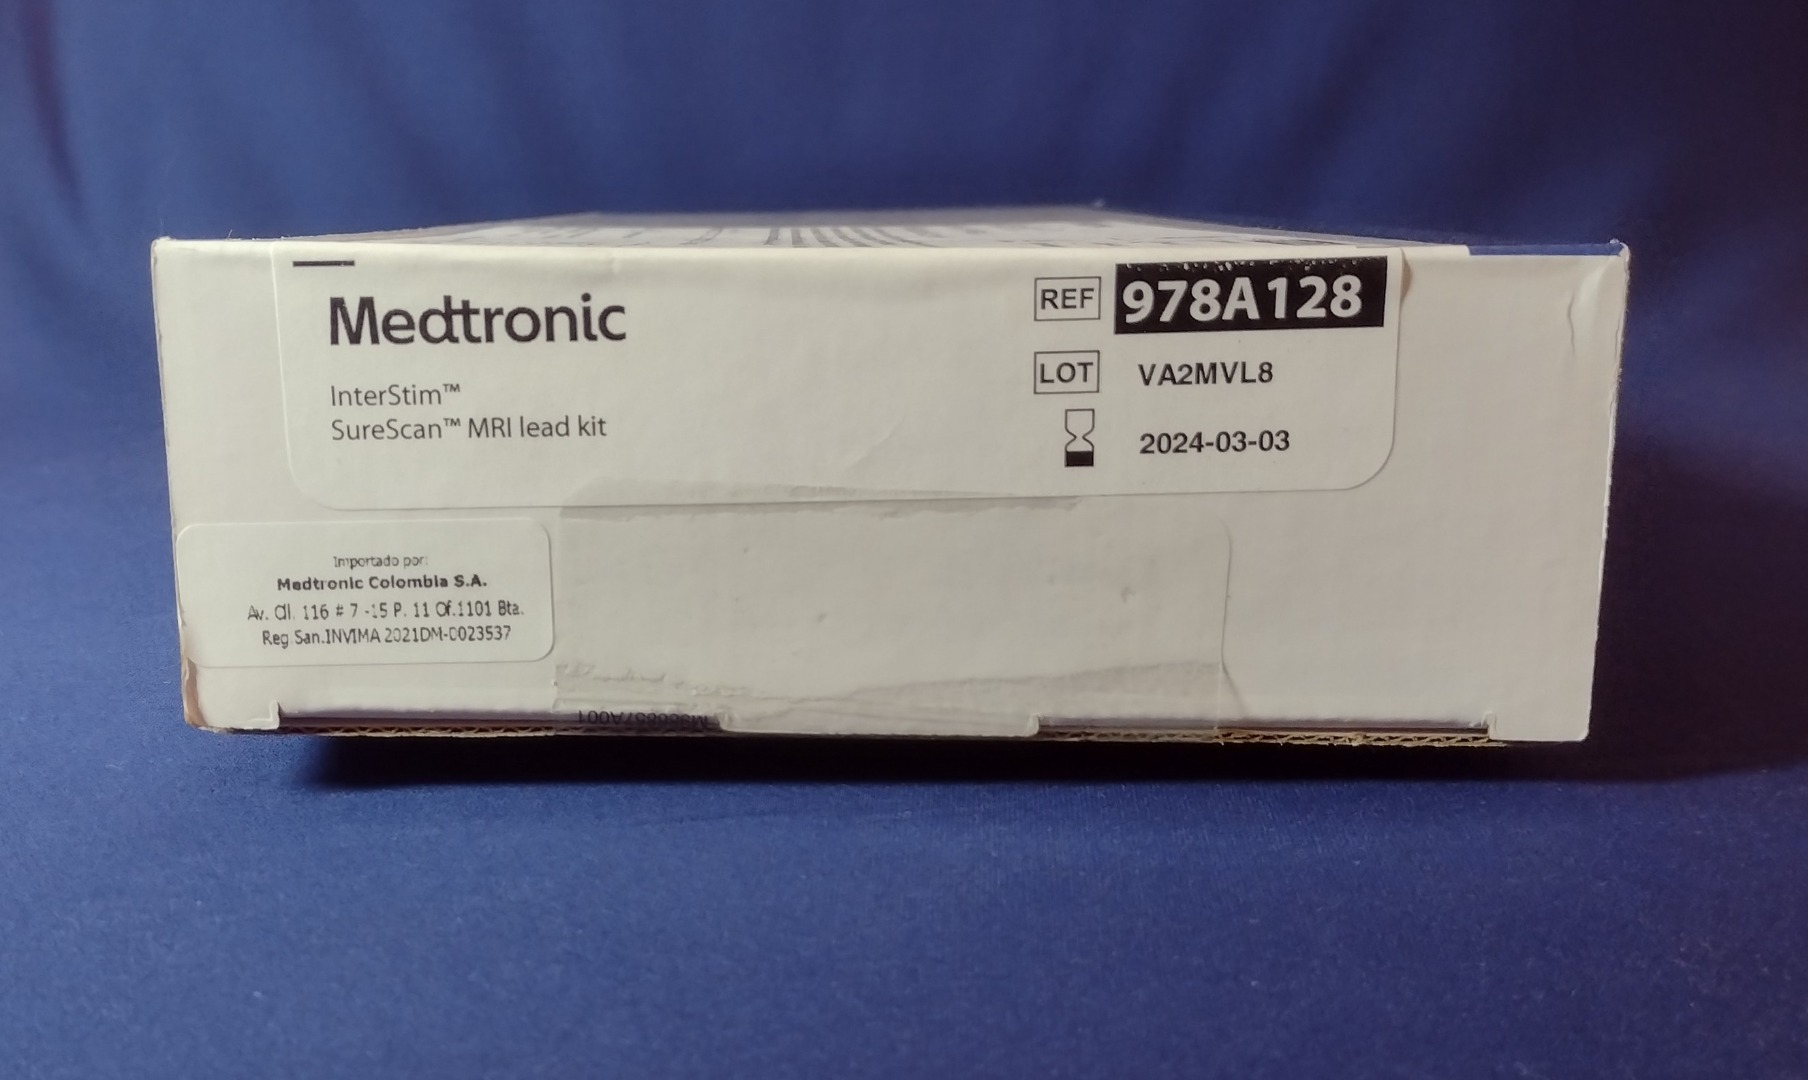 Medtronic
InterStim™
SureScan™ MRI lead kit
REF 978A128
LOT VA2MVL8
2024-03-03
Importado por:
Medtronic Colombia S.A.
Av. Cll. 116 # 7 -15 P. 11 Of.1101 Bta.
Reg.San.INVIMA 2021DM-0023537